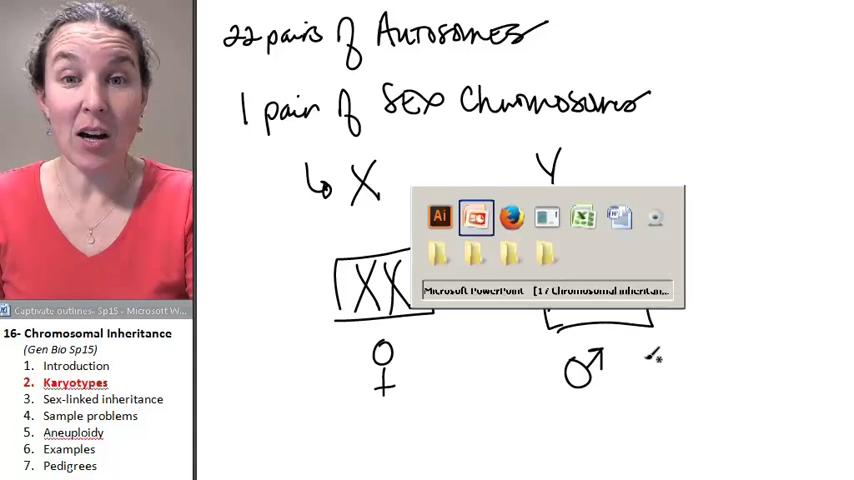 22 pairs of AUTOSOMES
1 pair of SEX Chromosomes
X Y
XX
Ai
Microsoft PowerPoint - [17 Chromosomal Inheritan...
Captivate outlines- Sp15 - Microsoft W...
16- Chromosomal Inheritance
(Gen Bio Sp15)
1. Introduction
2. Karyotypes
3. Sex-linked inheritance
4. Sample problems
5. Aneuploidy
6. Examples
7. Pedigrees